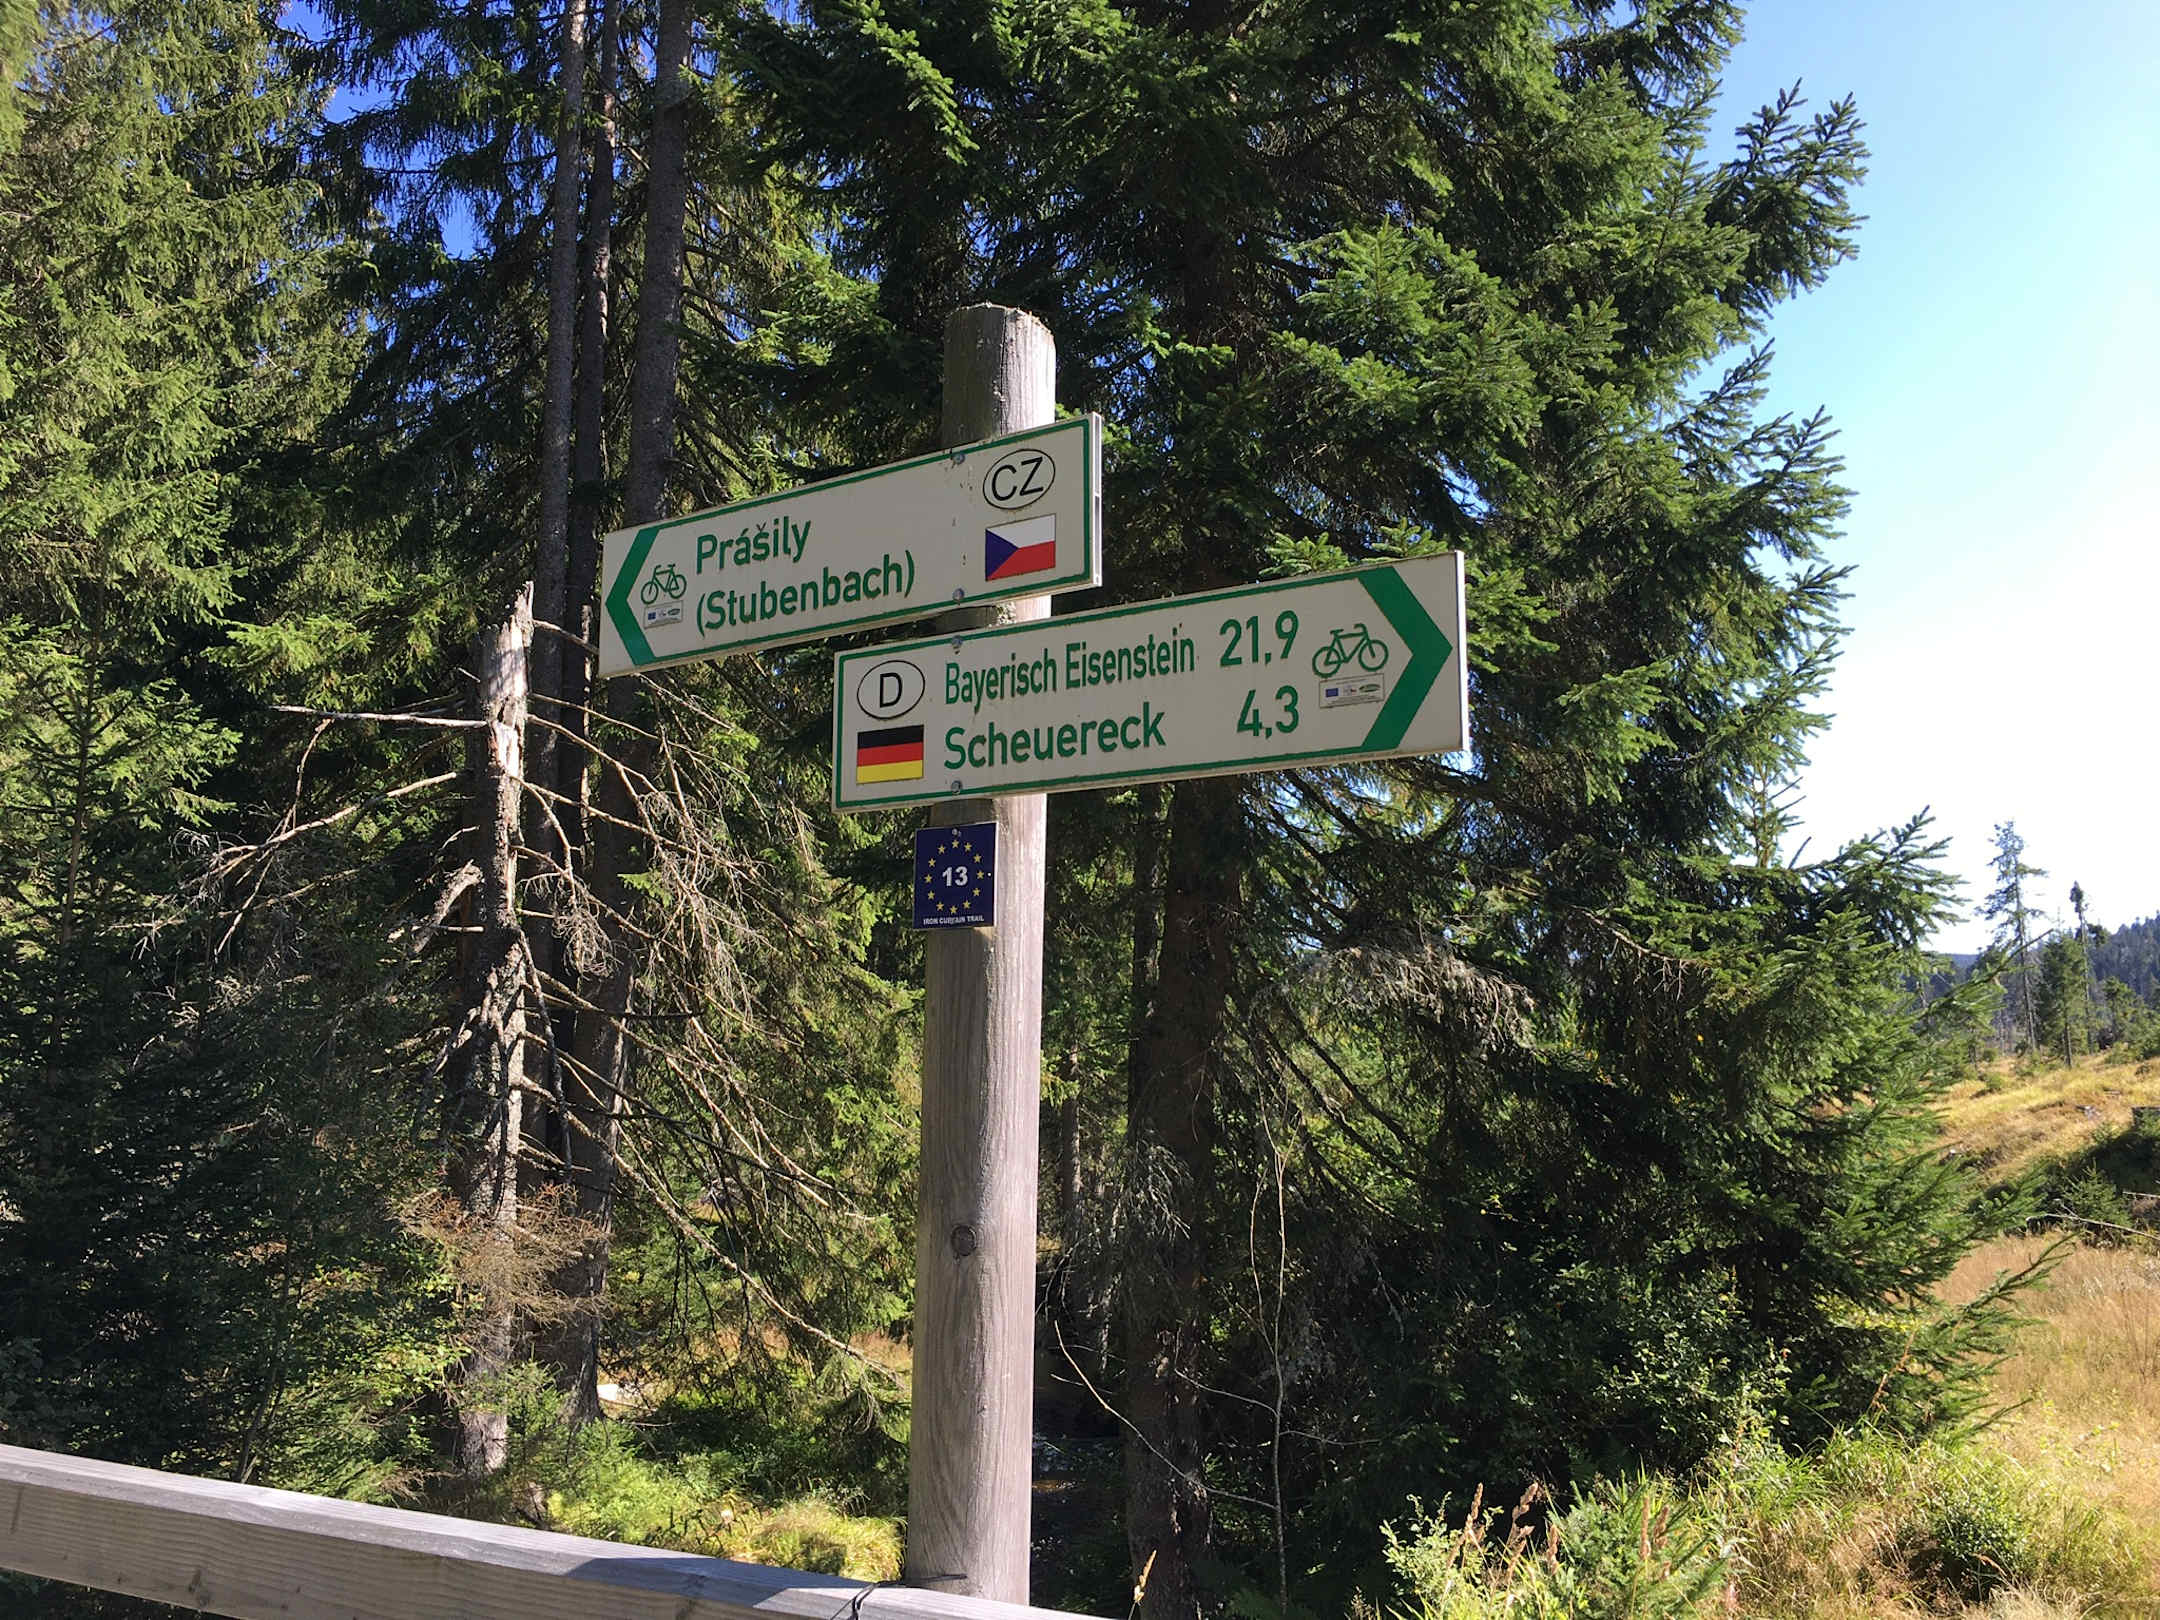 CZ
Prášily
(Stubenbach)
D
Bayerisch Eisenstein 21,9
Scheuereck 4,3
13
IRON CURTAIN TRAIL